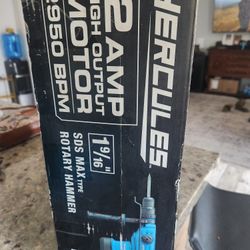 HERCULES
2 AMP
HIGH OUTPUT
MOTOR
2950 BPM
1 9/16"
SDS MAX TYPE
ROTARY HAMMER